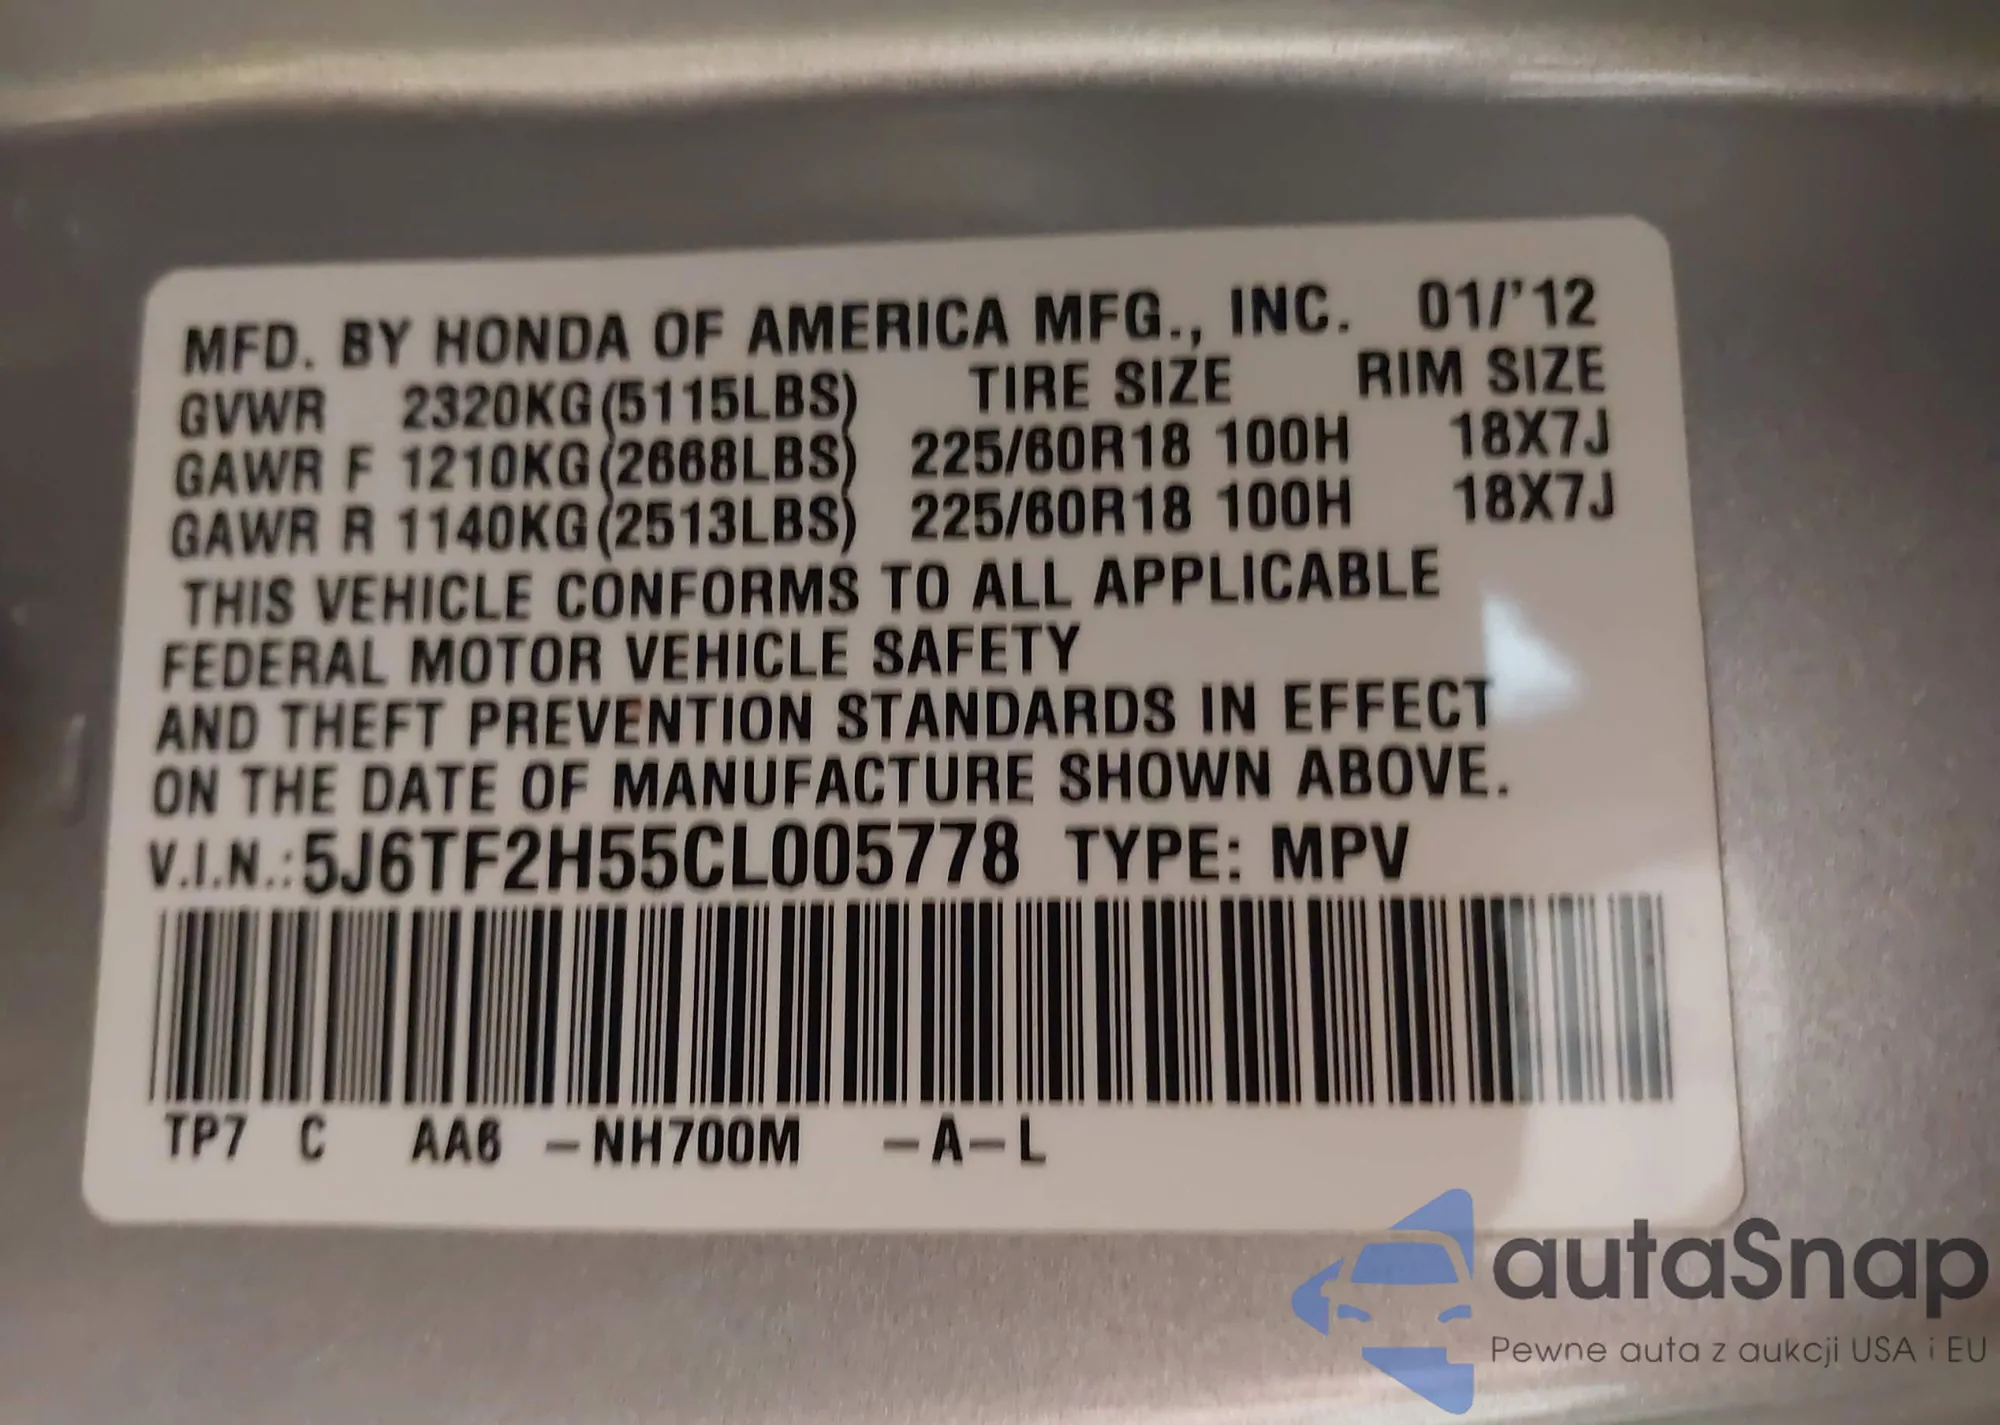 MFD. BY HONDA OF AMERICA MFG., INC. 01/'12
GVWR 2320KG(5115LBS) TIRE SIZE RIM SIZE
GAWR F 1210KG(2668LBS) 225/60R18 100H 18X7J
GAWR R 1140KG(2513LBS) 225/60R18 100H 18X7J
THIS VEHICLE CONFORMS TO ALL APPLICABLE
FEDERAL MOTOR VEHICLE SAFETY
AND THEFT PREVENTION STANDARDS IN EFFECT
ON THE DATE OF MANUFACTURE SHOWN ABOVE.
V.I.N.:5J6TF2H55CL005778 TYPE: MPV
TP7 C AA6 -NH700M -A-L
autaSnap
Pewne auta z aukcji USA i EU